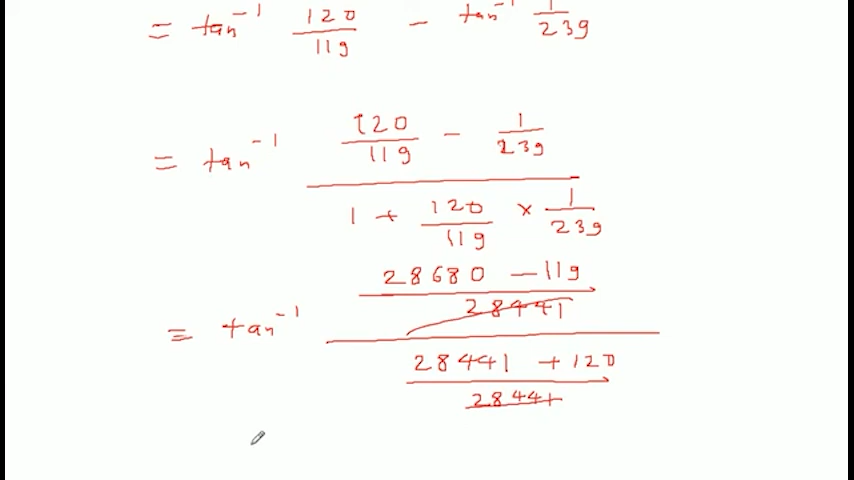 = tan⁻¹ 120/119 − tan⁻¹ 1/239
= tan⁻¹ (120/119 − 1/239) / (1 + 120/119 × 1/239)
= tan⁻¹ ((28680 − 119)/28441) / ((28441 + 120)/28441)